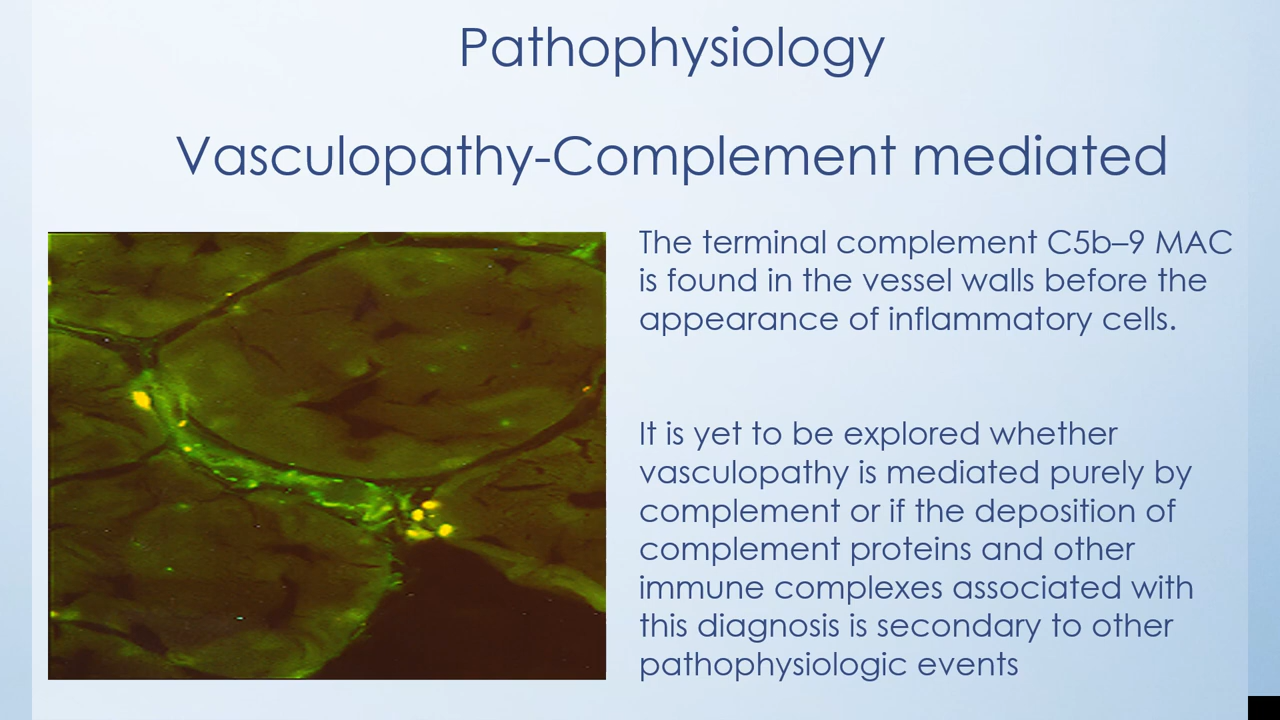 Pathophysiology
Vasculopathy-Complement mediated
The terminal complement C5b–9 MAC
is found in the vessel walls before the
appearance of inflammatory cells.
It is yet to be explored whether
vasculopathy is mediated purely by
complement or if the deposition of
complement proteins and other
immune complexes associated with
this diagnosis is secondary to other
pathophysiologic events